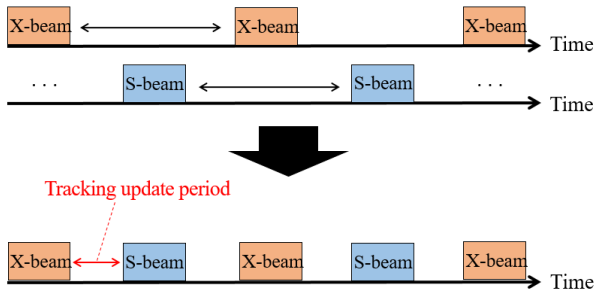 X-beam X-beam X-beam
Time
. . . S-beam S-beam . . .
Time
Tracking update period
X-beam S-beam X-beam S-beam X-beam
Time